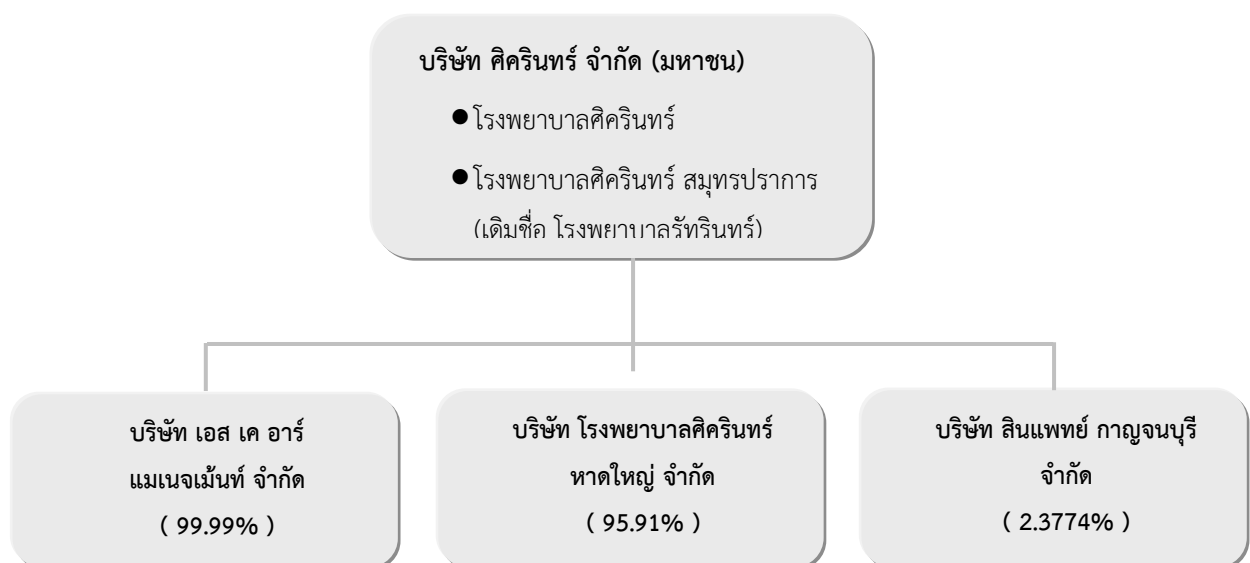 บริษัท ศิครินทร์ จำกัด (มหาชน)
● โรงพยาบาลศิครินทร์
● โรงพยาบาลศิครินทร์ สมุทรปราการ
(เดิมชื่อ โรงพยาบาลรัทรินทร์)
บริษัท เอส เค อาร์
แมเนจเม้นท์ จำกัด
( 99.99% )
บริษัท โรงพยาบาลศิครินทร์
หาดใหญ่ จำกัด
( 95.91% )
บริษัท สินแพทย์ กาญจนบุรี
จำกัด
( 2.3774% )